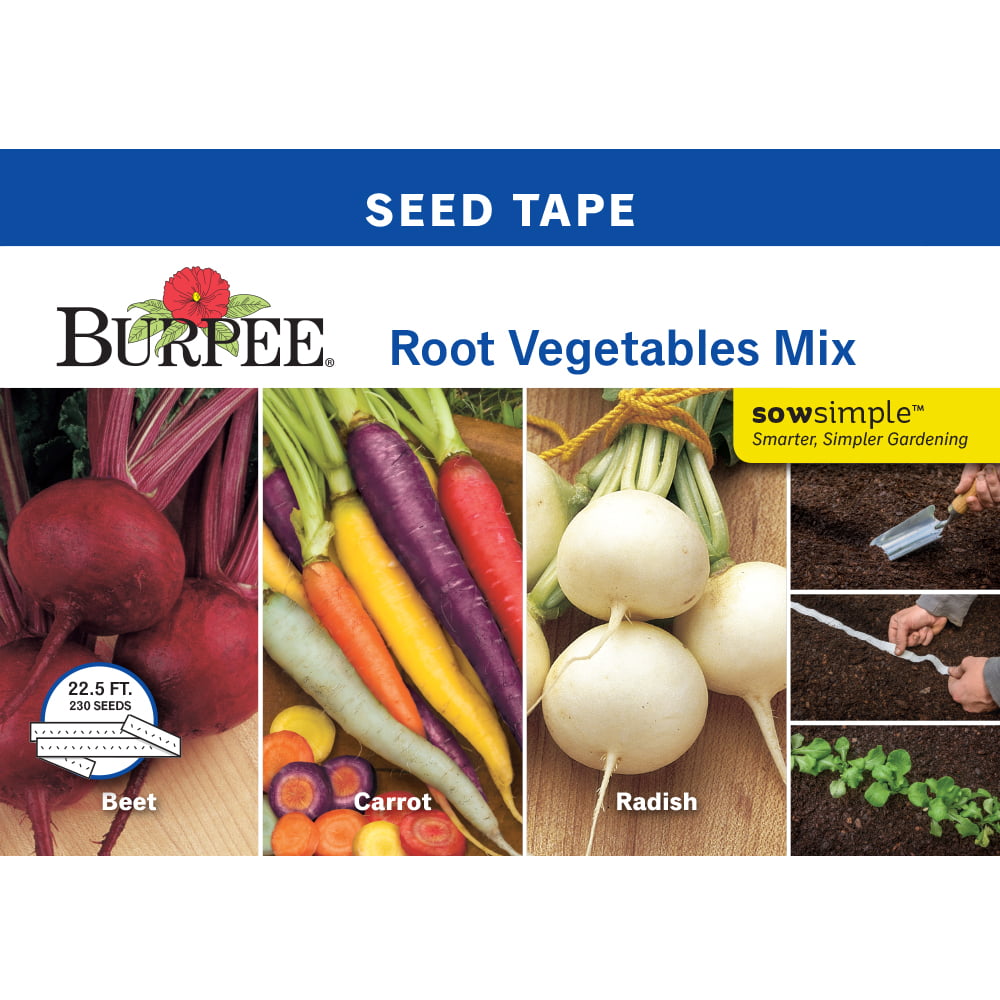 SEED TAPE
BURPEE®
Root Vegetables Mix
sowsimple™
Smarter, Simpler Gardening
22.5 FT.
230 SEEDS
Beet
Carrot
Radish